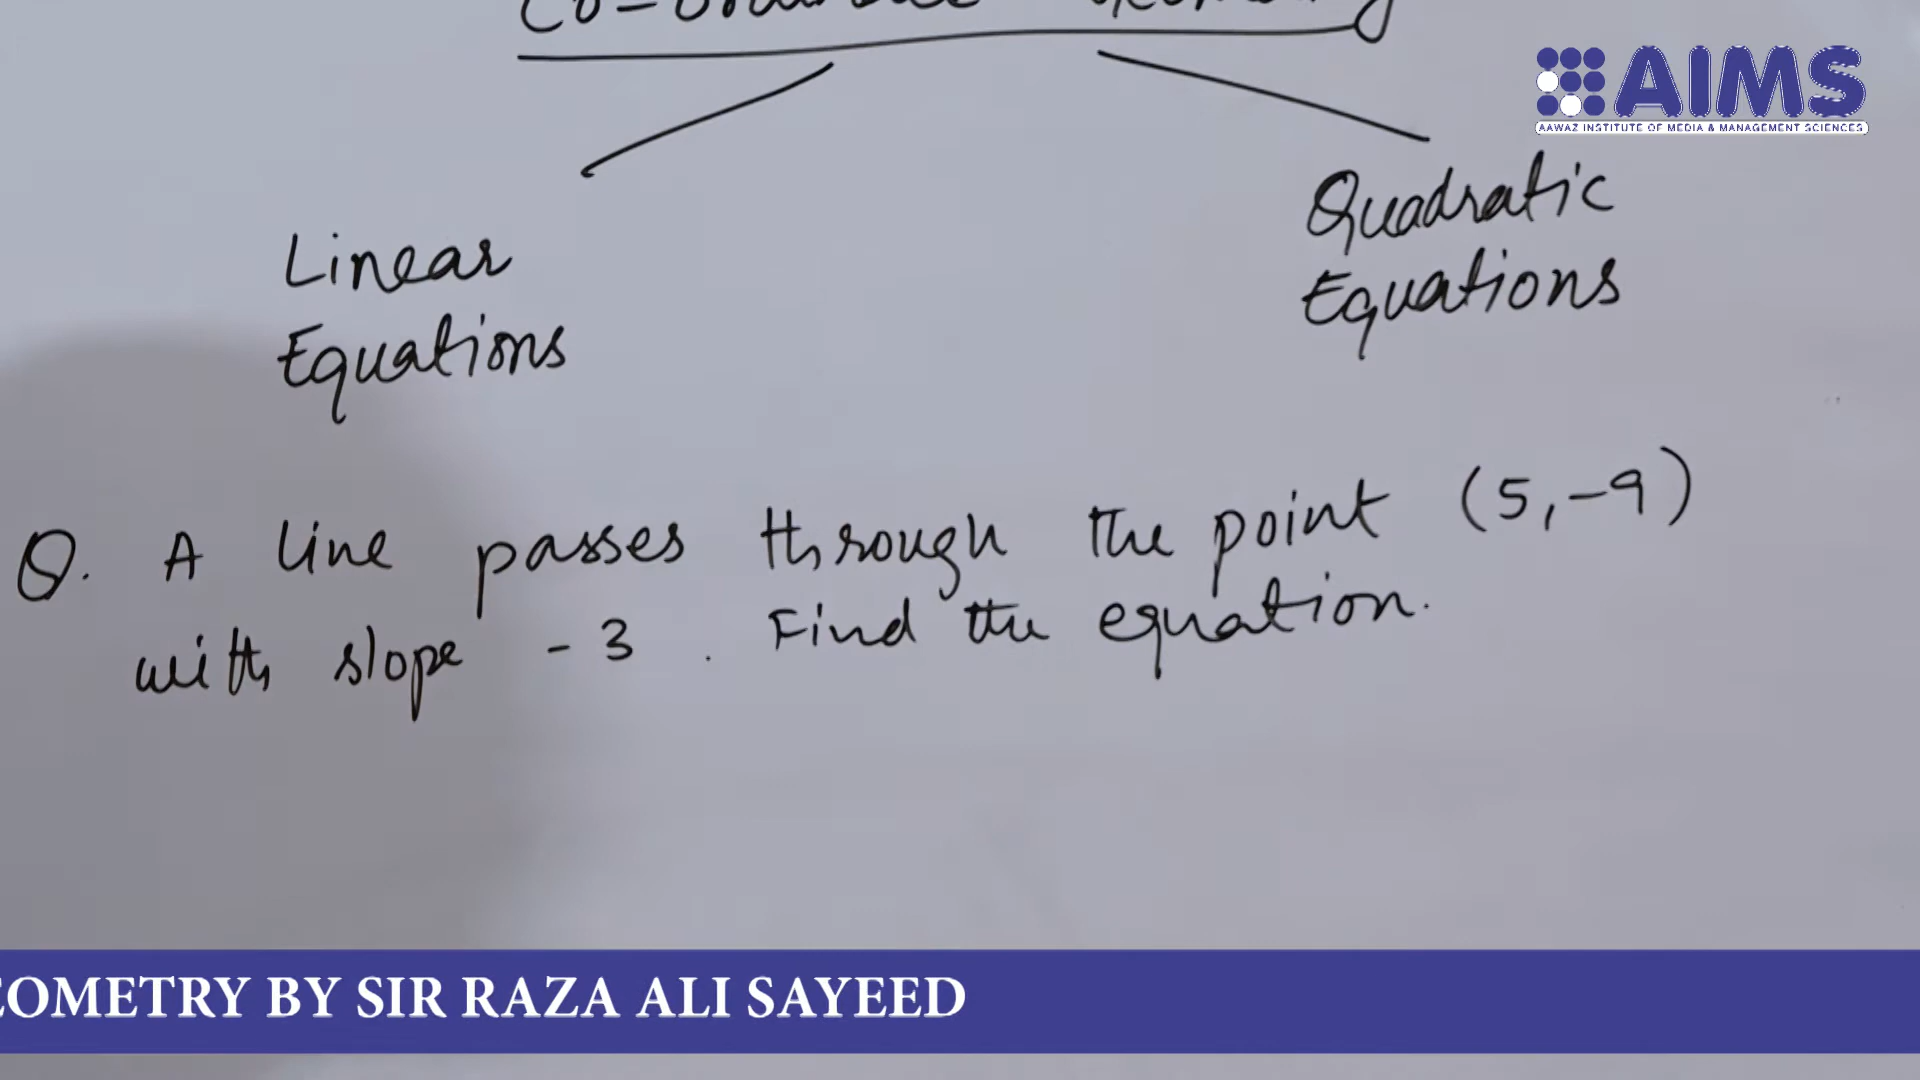 Linear
Equations
Quadratic
Equations
Q. A line passes through the point (5,-9)
with slope -3. Find the equation.
AIMS
AAWAZ INSTITUTE OF MEDIA & MANAGEMENT SCIENCES
EOMETRY BY SIR RAZA ALI SAYEED